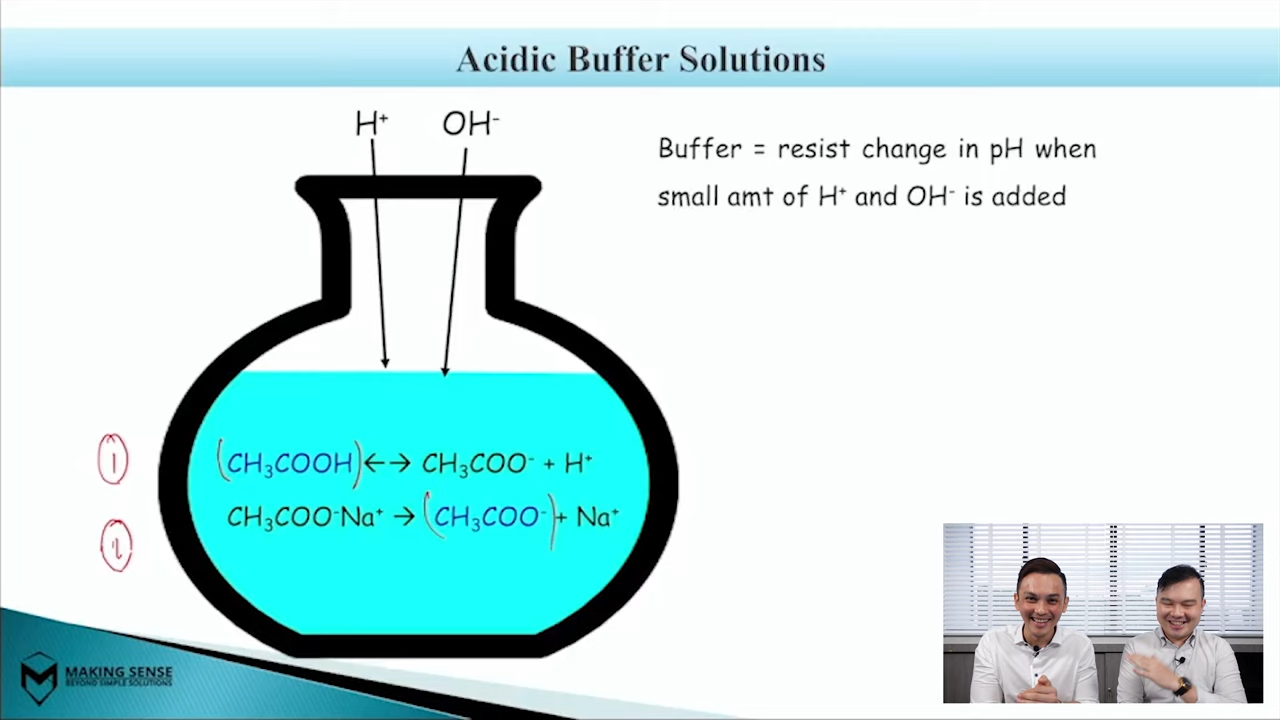 Acidic Buffer Solutions
H⁺ OH⁻
Buffer = resist change in pH when
small amt of H⁺ and OH⁻ is added
1
(CH₃COOH) ←→ CH₃COO⁻ + H⁺
2
CH₃COO⁻Na⁺ → (CH₃COO⁻) + Na⁺
MAKING SENSE
BEYOND SIMPLE SOLUTIONS